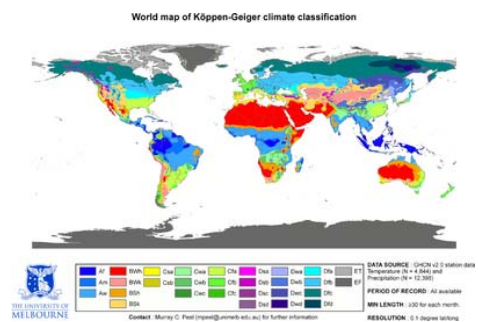 World map of Köppen-Geiger climate classification
THE UNIVERSITY OF
MELBOURNE
Af BWh Csa Cwa Cfa Dsa Dwa Dfa ET
Am BWk Csb Cwb Cfb Dsb Dwb Dfb EF
Aw BSh Cwc Cfc Dsc Dwc Dfc
BSk Dsd Dwd Dfd
Contact : Murray C. Peel (mpeel@unimelb.edu.au) for further information
DATA SOURCE : GHCN v2.0 station data
Temperature (N = 4,844) and
Precipitation (N = 12,396)
PERIOD OF RECORD : All available
MIN LENGTH : ≥30 for each month.
RESOLUTION : 0.1 degree lat/long